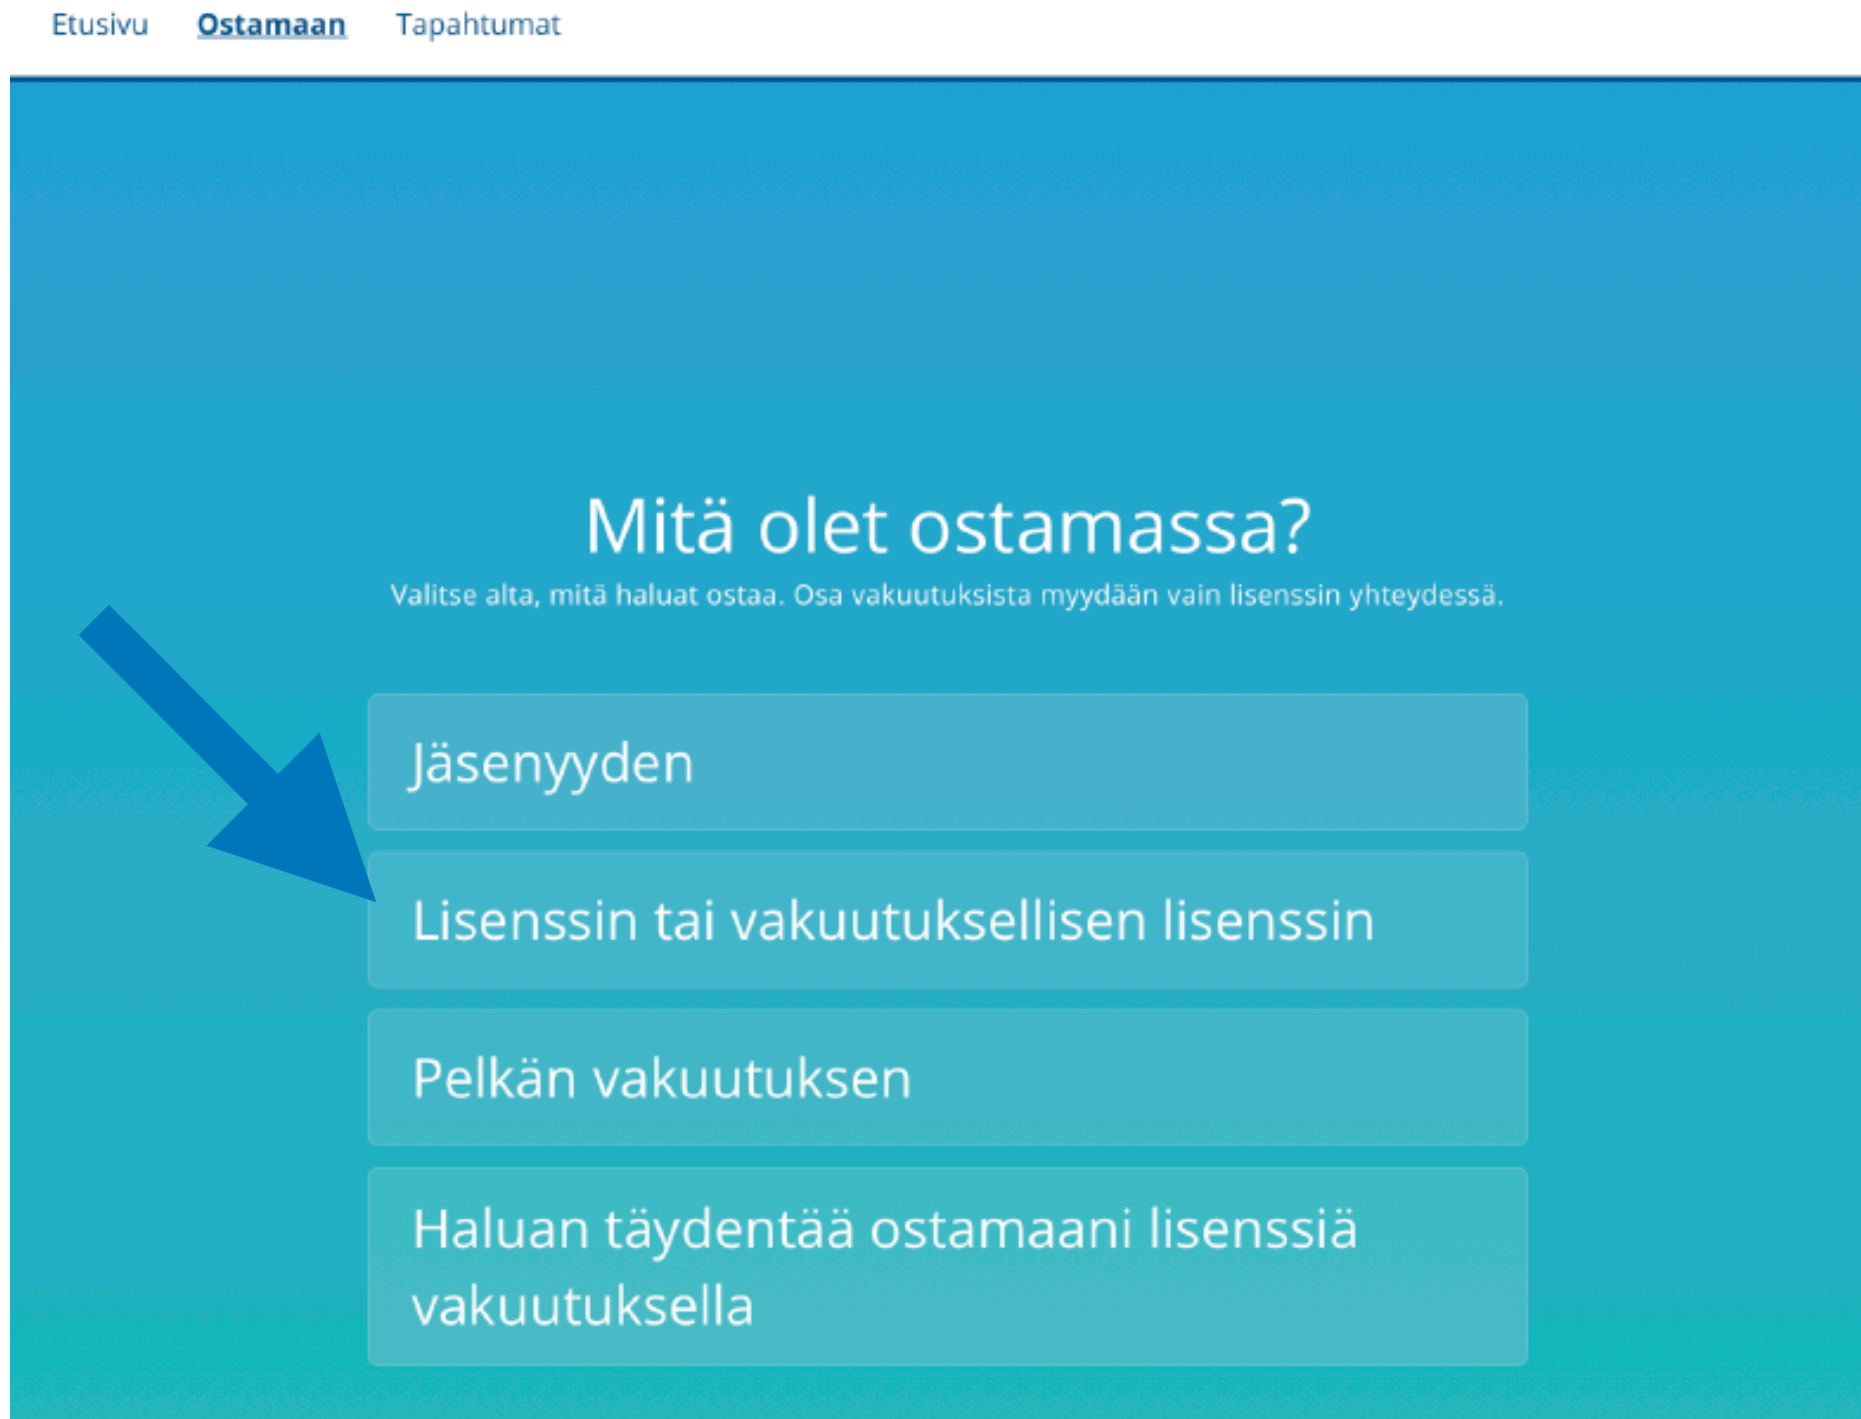 Etusivu Ostamaan Tapahtumat
Mitä olet ostamassa?
Valitse alta, mitä haluat ostaa. Osa vakuutuksista myydään vain lisenssin yhteydessä.
Jäsenyyden
Lisenssin tai vakuutuksellisen lisenssin
Pelkän vakuutuksen
Haluan täydentää ostamaani lisenssiä
vakuutuksella